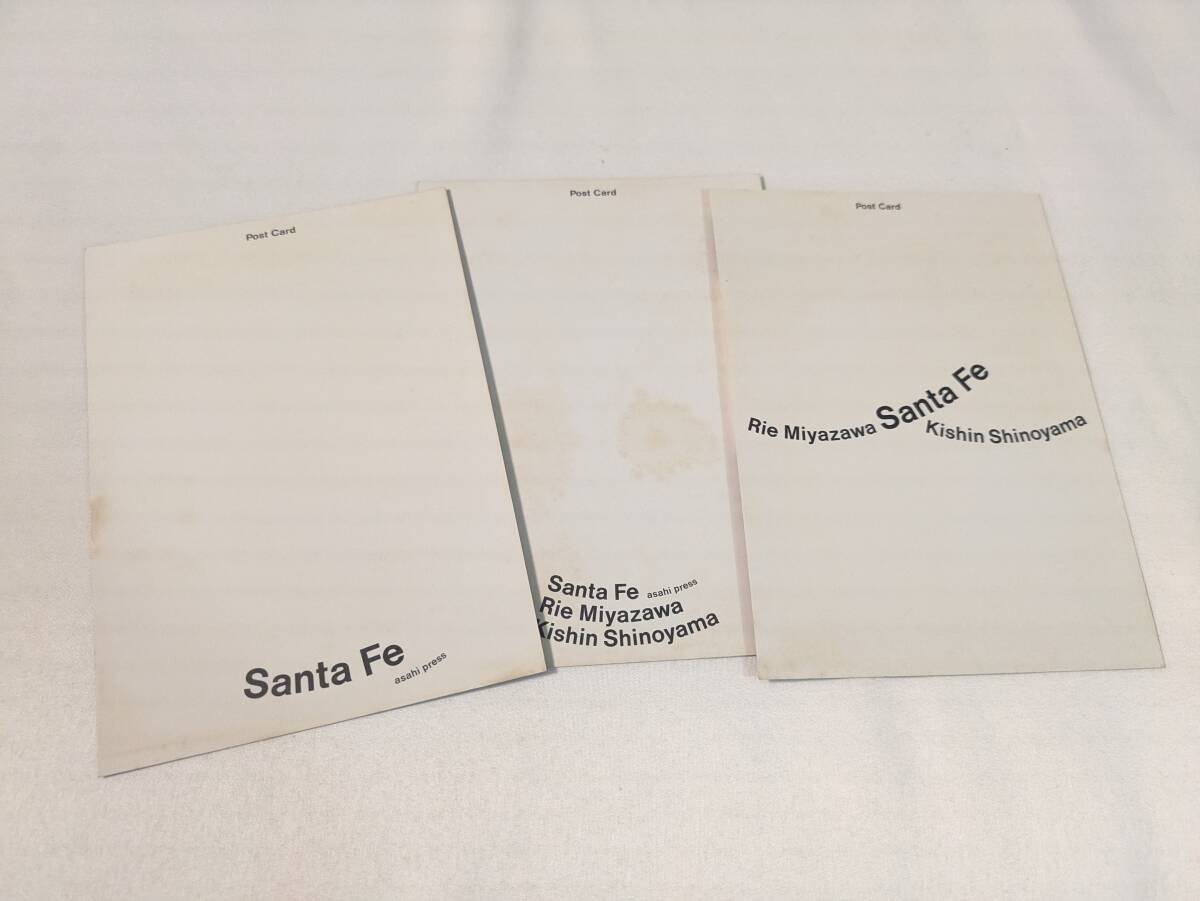 Post Card
Santa Fe
asahi press
Post Card
Santa Fe asahi press
Rie Miyazawa
Kishin Shinoyama
Post Card
Rie Miyazawa Santa Fe
Kishin Shinoyama